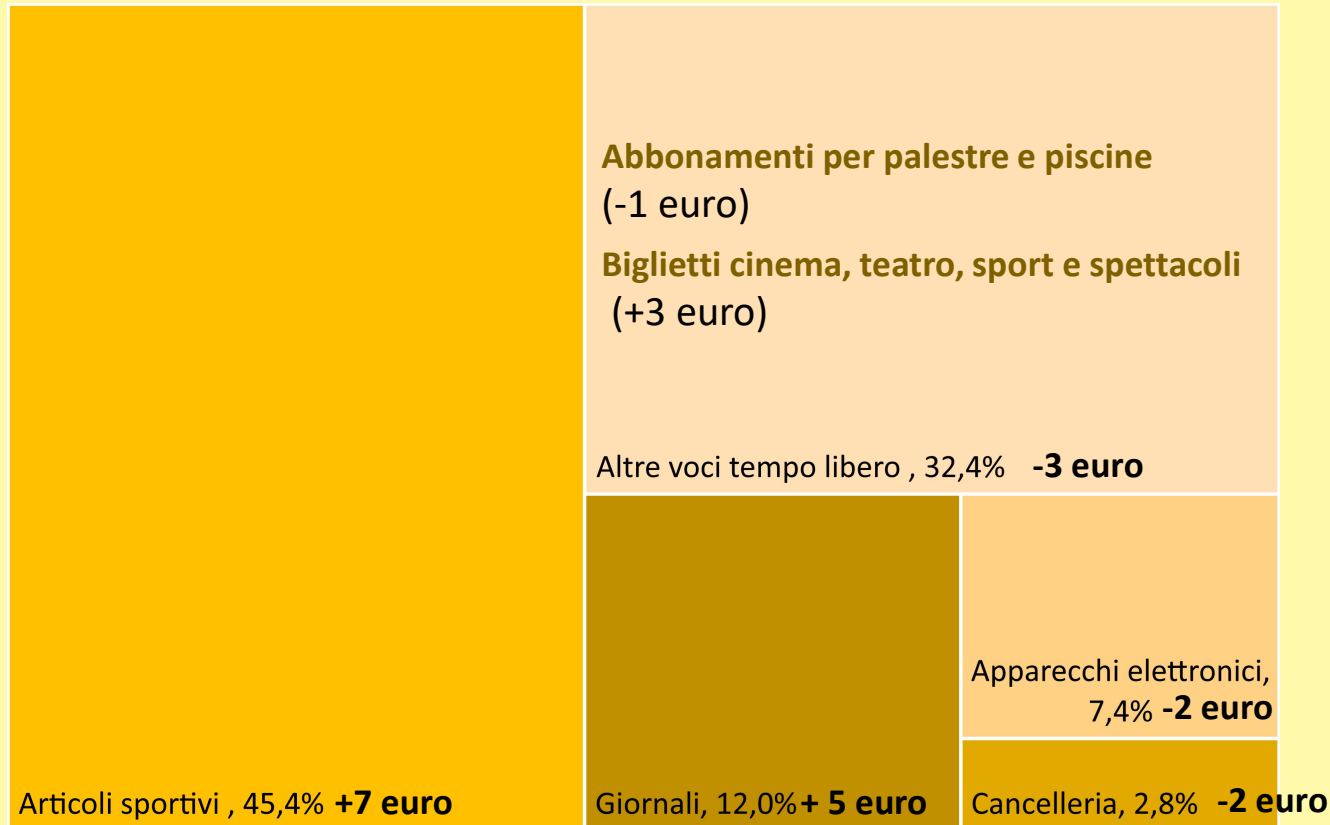 Abbonamenti per palestre e piscine
(-1 euro)
Biglietti cinema, teatro, sport e spettacoli
(+3 euro)
Altre voci tempo libero , 32,4% -3 euro
Apparecchi elettronici,
7,4% -2 euro
Articoli sportivi , 45,4% +7 euro
Giornali, 12,0% + 5 euro
Cancelleria, 2,8% -2 euro